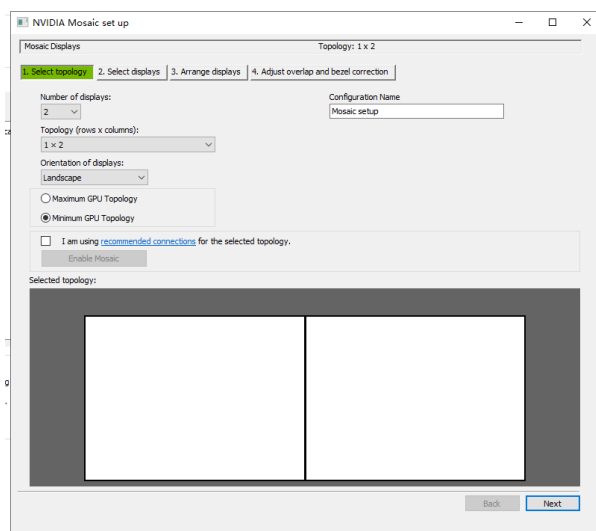 NVIDIA Mosaic set up
Mosaic Displays
Topology: 1 x 2
1. Select topology
2. Select displays
3. Arrange displays
4. Adjust overlap and bezel correction
Number of displays:
2
Configuration Name
Mosaic setup
Topology (rows x columns):
1 × 2
Orientation of displays:
Landscape
Maximum GPU Topology
Minimum GPU Topology
I am using recommended connections for the selected topology.
Enable Mosaic
Selected topology:
Back
Next